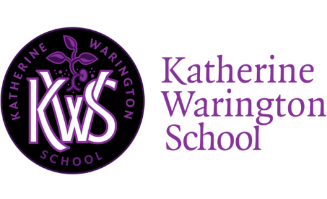 KATHERINE WARINGTON
KWS
SCHOOL
Katherine
Warington
School